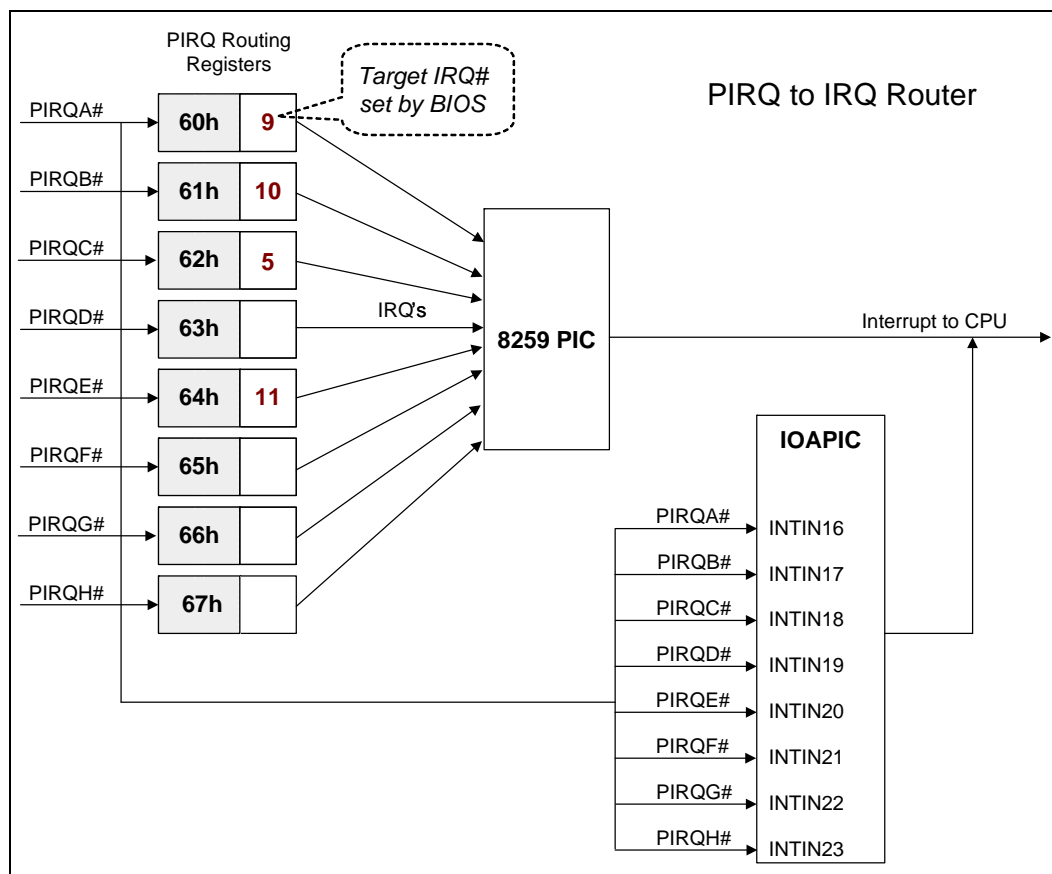 PIRQ Routing
Registers
Target IRQ#
set by BIOS
PIRQ to IRQ Router
PIRQA#
60h
9
PIRQB#
61h
10
PIRQC#
62h
5
PIRQD#
63h
IRQ's
8259 PIC
Interrupt to CPU
PIRQE#
64h
11
PIRQF#
65h
PIRQG#
66h
PIRQH#
67h
IOAPIC
PIRQA#
INTIN16
PIRQB#
INTIN17
PIRQC#
INTIN18
PIRQD#
INTIN19
PIRQE#
INTIN20
PIRQF#
INTIN21
PIRQG#
INTIN22
PIRQH#
INTIN23